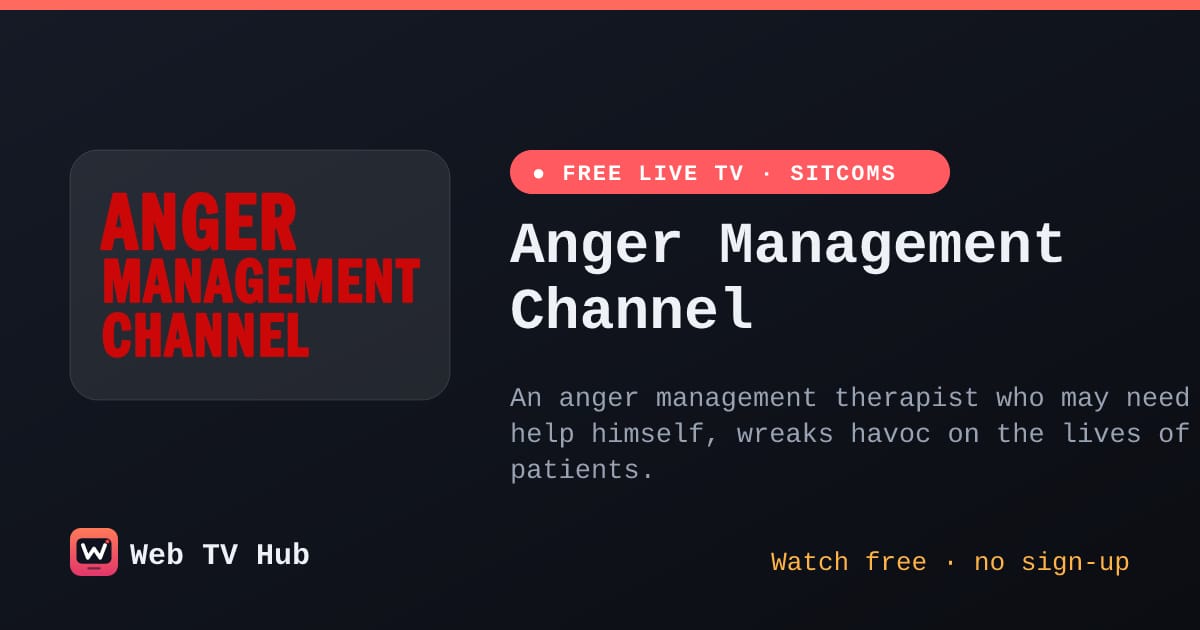 ANGER
MANAGEMENT
CHANNEL
● FREE LIVE TV · SITCOMS
Anger Management
Channel
An anger management therapist who may need
help himself, wreaks havoc on the lives of
patients.
W
Web TV Hub
Watch free · no sign-up